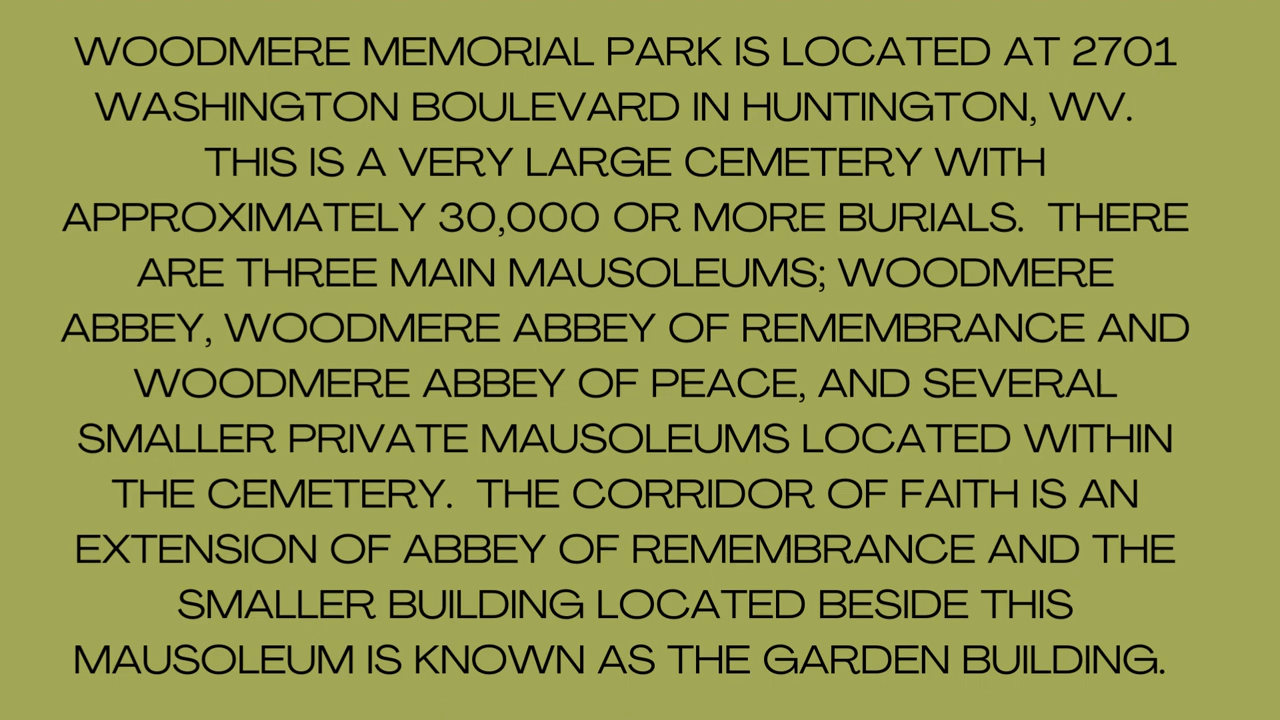 WOODMERE MEMORIAL PARK IS LOCATED AT 2701
WASHINGTON BOULEVARD IN HUNTINGTON, WV.
THIS IS A VERY LARGE CEMETERY WITH
APPROXIMATELY 30,000 OR MORE BURIALS.  THERE
ARE THREE MAIN MAUSOLEUMS; WOODMERE
ABBEY, WOODMERE ABBEY OF REMEMBRANCE AND
WOODMERE ABBEY OF PEACE, AND SEVERAL
SMALLER PRIVATE MAUSOLEUMS LOCATED WITHIN
THE CEMETERY.  THE CORRIDOR OF FAITH IS AN
EXTENSION OF ABBEY OF REMEMBRANCE AND THE
SMALLER BUILDING LOCATED BESIDE THIS
MAUSOLEUM IS KNOWN AS THE GARDEN BUILDING.